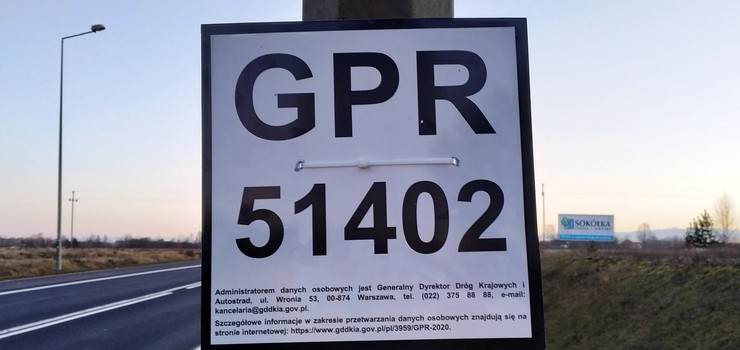 GPR
51402
Administratorem danych osobowych jest Generalny Dyrektor Dróg Krajowych i
Autostrad, ul. Wronia 53, 00-874 Warszawa, tel. (022) 375 88 88, e-mail:
kancelaria@gddkia.gov.pl.
Szczegółowe informacje w zakresie przetwarzania danych osobowych znajdują się na
stronie internetowej: https://www.gddkia.gov.pl/pl/3959/GPR-2020.
SOKÓŁKA